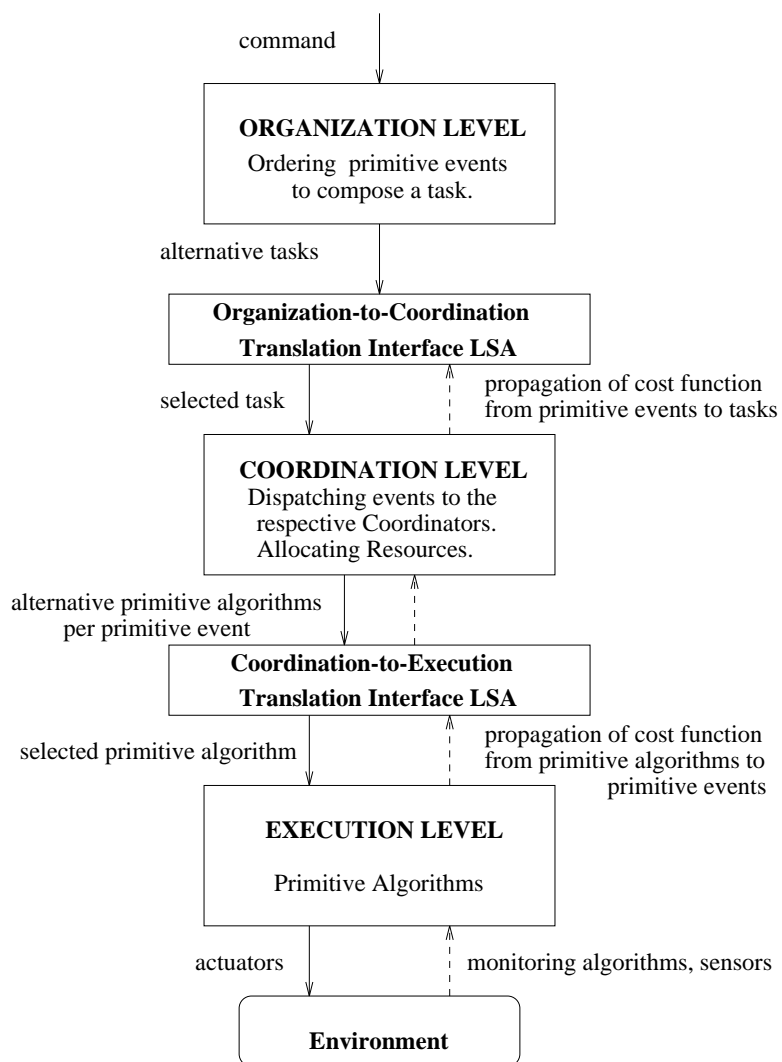 command
ORGANIZATION LEVEL
Ordering primitive events
to compose a task.
alternative tasks
Organization-to-Coordination
Translation Interface LSA
selected task
propagation of cost function
from primitive events to tasks
COORDINATION LEVEL
Dispatching events to the
respective Coordinators.
Allocating Resources.
alternative primitive algorithms
per primitive event
Coordination-to-Execution
Translation Interface LSA
selected primitive algorithm
propagation of cost function
from primitive algorithms to
primitive events
EXECUTION LEVEL
Primitive Algorithms
actuators
monitoring algorithms, sensors
Environment